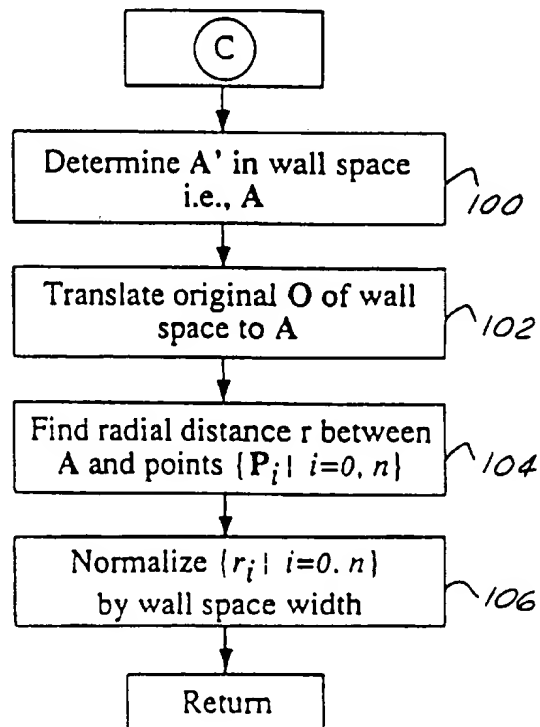 C
Determine A' in wall space
i.e., A
100
Translate original O of wall
space to A
102
Find radial distance r between
A and points {P_i | i=0, n}
104
Normalize {r_i | i=0. n}
by wall space width
106
Return